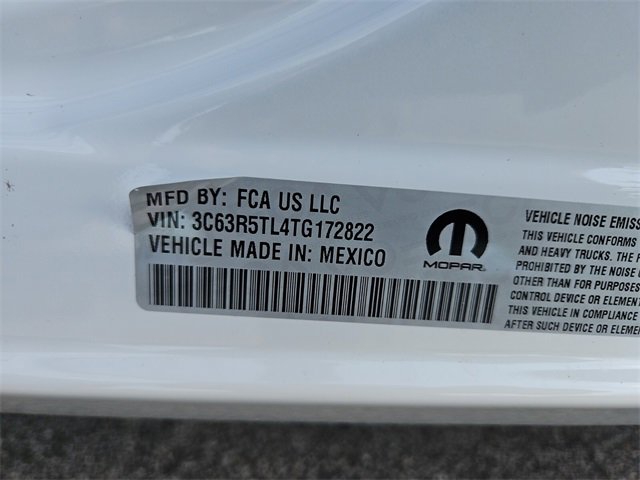 MFD BY: FCA US LLC
VIN: 3C63R5TL4TG172822
VEHICLE MADE IN: MEXICO
MOPAR
VEHICLE NOISE EMISS
THIS VEHICLE CONFORMS
AND HEAVY TRUCKS. THE F
PROHIBITED BY THE NOISE
OTHER THAN FOR PURPOSES
CONTROL DEVICE OR ELEMEN
THIS VEHICLE IN COMPLIANCE
AFTER SUCH DEVICE OR ELEME